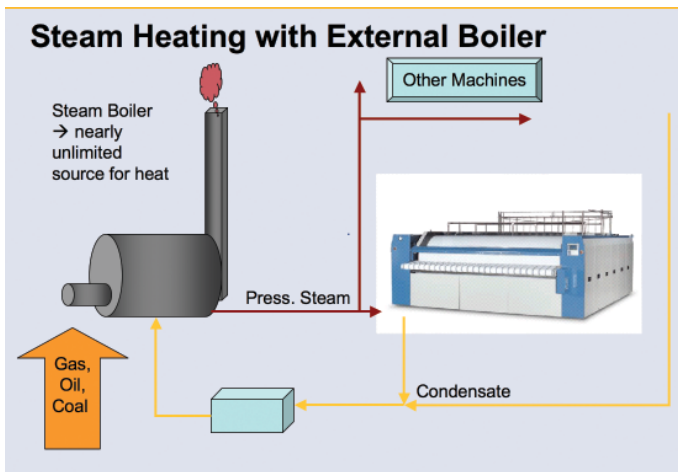 Steam Heating with External Boiler
Other Machines
Steam Boiler
→ nearly
unlimited
source for heat
Press. Steam
Gas,
Oil,
Coal
Condensate